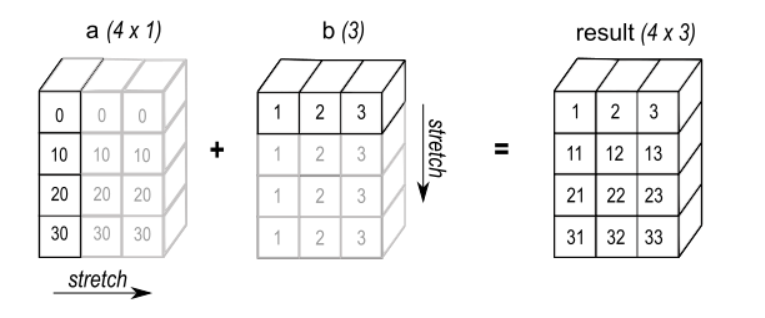 a (4 x 1) b (3) result (4 x 3)
0 0 0 1 2 3 1 2 3
10 10 10 + 1 2 3 stretch = 11 12 13
20 20 20 1 2 3 21 22 23
30 30 30 1 2 3 31 32 33
stretch